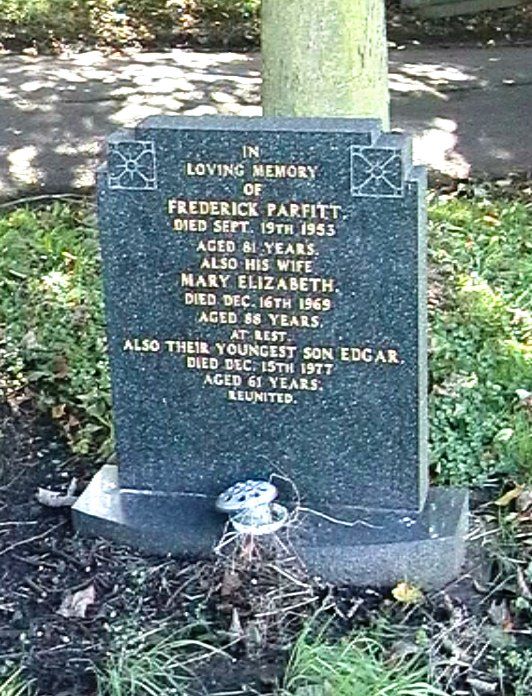 IN
LOVING MEMORY
OF
FREDERICK PARFITT.
DIED SEPT. 19TH 1953
AGED 81 YEARS.
ALSO HIS WIFE
MARY ELIZABETH.
DIED DEC. 16TH 1969
AGED 88 YEARS.
AT REST.
ALSO THEIR YOUNGEST SON EDGAR.
DIED DEC. 15TH 1977
AGED 61 YEARS.
REUNITED.